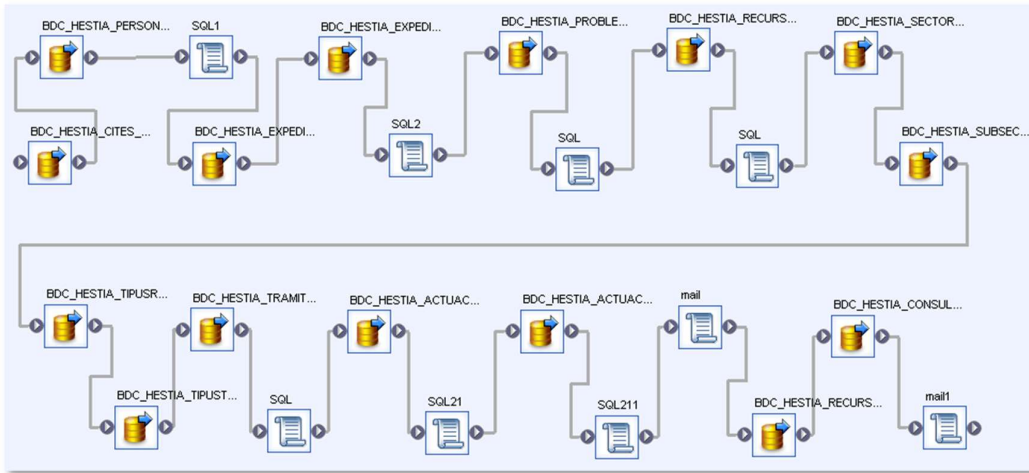 BDC_HESTIA_PERSON...
SQL1
BDC_HESTIA_EXPEDI...
BDC_HESTIA_PROBLE...
BDC_HESTIA_RECURS...
BDC_HESTIA_SECTOR...
BDC_HESTIA_CITES_...
BDC_HESTIA_EXPEDI...
SQL2
SQL
SQL
BDC_HESTIA_SUBSEC...
BDC_HESTIA_TIPUSR...
BDC_HESTIA_TRAMIT...
BDC_HESTIA_ACTUAC...
BDC_HESTIA_ACTUAC...
mail
BDC_HESTIA_CONSUL...
BDC_HESTIA_TIPUST...
SQL
SQL21
SQL211
BDC_HESTIA_RECURS...
mail1